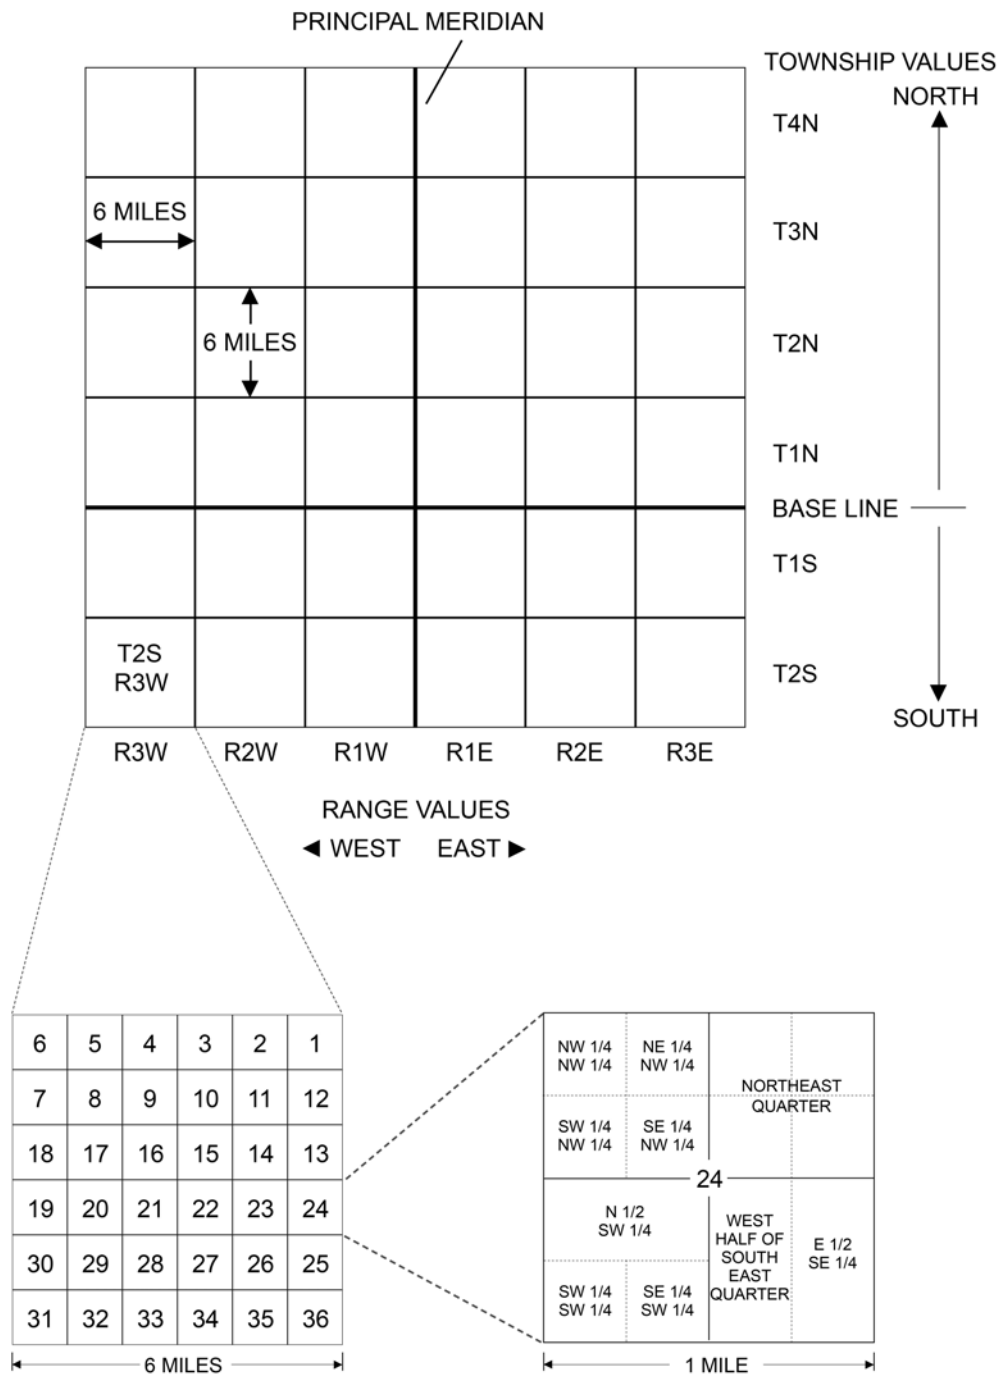 PRINCIPAL MERIDIAN
TOWNSHIP VALUES
NORTH
T4N
6 MILES
T3N
6 MILES
T2N
T1N
BASE LINE
T1S
T2S
R3W
T2S
SOUTH
R3W R2W R1W R1E R2E R3E
RANGE VALUES
WEST EAST
6 5 4 3 2 1
7 8 9 10 11 12
18 17 16 15 14 13
19 20 21 22 23 24
30 29 28 27 26 25
31 32 33 34 35 36
6 MILES
NW 1/4
NW 1/4
NE 1/4
NW 1/4
NORTHEAST
QUARTER
SW 1/4
NW 1/4
SE 1/4
NW 1/4
24
N 1/2
SW 1/4
WEST
HALF OF
SOUTH
EAST
QUARTER
E 1/2
SE 1/4
SW 1/4
SW 1/4
SE 1/4
SW 1/4
1 MILE